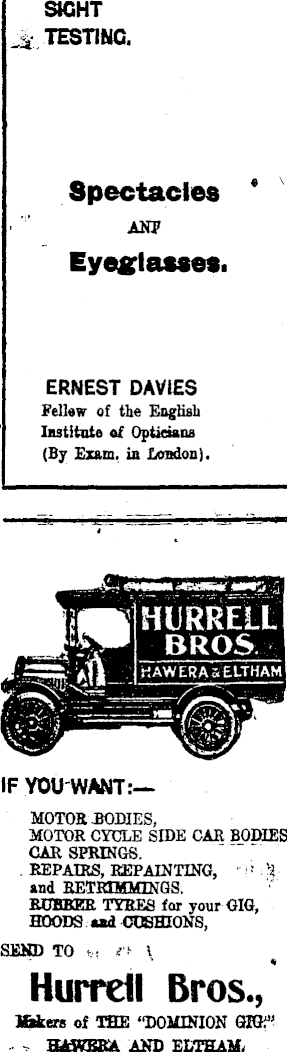 SIGHT
TESTING.
Spectacles
AND
Eyeglasses.
ERNEST DAVIES
Fellow of the English
Institute of Opticians
(By Exam. in London).
HURRELL
BROS.
HAWERA & ELTHAM
IF YOU WANT:—
MOTOR BODIES,
MOTOR CYCLE SIDE CAR BODIES
CAR SPRINGS.
REPAIRS, REPAINTING,
and RETRIMMINGS.
RUBBER TYRES for your GIG,
HOODS and CUSHIONS,
SEND TO
Hurrell Bros.,
Makers of THE "DOMINION GIG"
HAWERA AND ELTHAM.